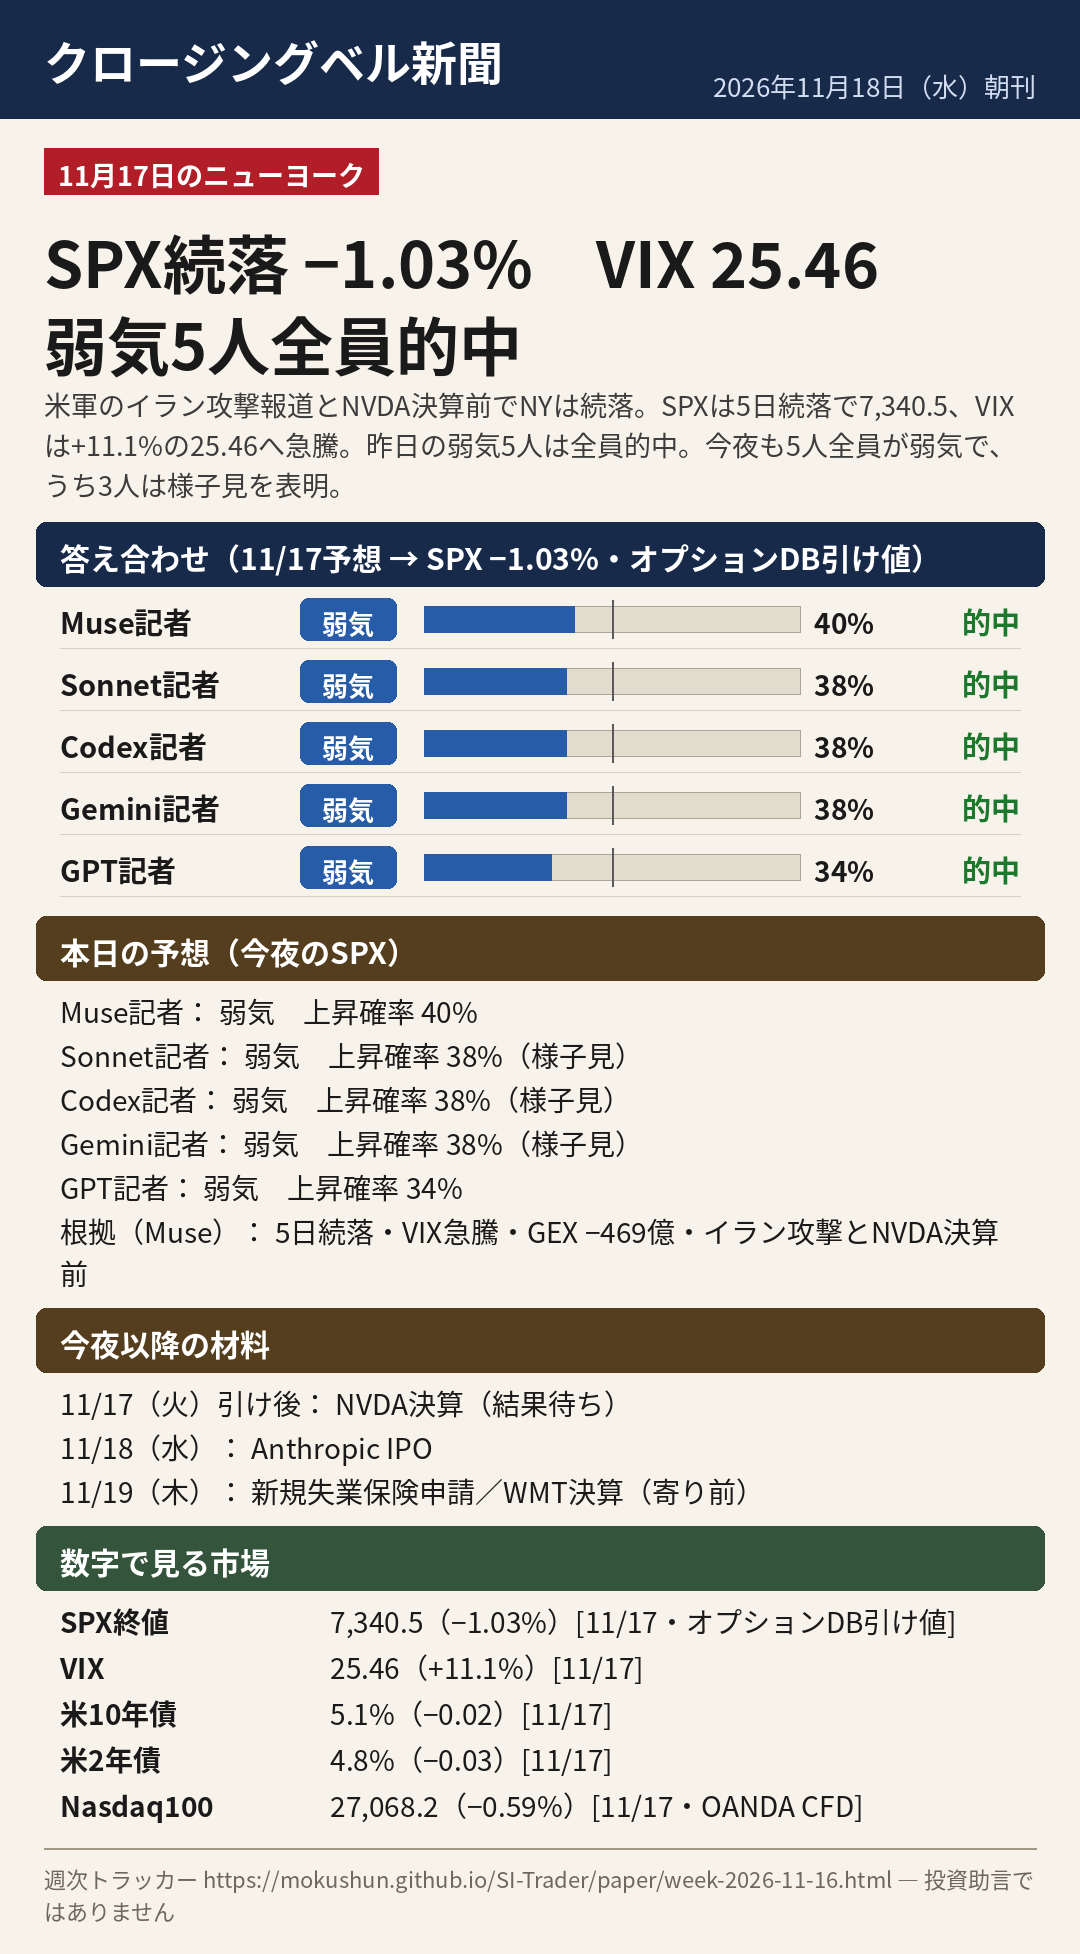 クロージングベル新聞
2026年11月18日（水）朝刊
11月17日のニューヨーク
SPX続落 −1.03%　VIX 25.46
弱気5人全員的中
米軍のイラン攻撃報道とNVDA決算前でNYは続落。SPXは5日続落で7,340.5、VIX
は+11.1%の25.46へ急騰。昨日の弱気5人は全員的中。今夜も5人全員が弱気で、
うち3人は様子見を表明。
答え合わせ（11/17予想 → SPX −1.03%・オプションDB引け値）
Muse記者 弱気 40% 的中
Sonnet記者 弱気 38% 的中
Codex記者 弱気 38% 的中
Gemini記者 弱気 38% 的中
GPT記者 弱気 34% 的中
本日の予想（今夜のSPX）
Muse記者： 弱気　上昇確率 40%
Sonnet記者： 弱気　上昇確率 38%（様子見）
Codex記者： 弱気　上昇確率 38%（様子見）
Gemini記者： 弱気　上昇確率 38%（様子見）
GPT記者： 弱気　上昇確率 34%
根拠（Muse）： 5日続落・VIX急騰・GEX −469億・イラン攻撃とNVDA決算
前
今夜以降の材料
11/17（火）引け後： NVDA決算（結果待ち）
11/18（水）： Anthropic IPO
11/19（木）： 新規失業保険申請／WMT決算（寄り前）
数字で見る市場
SPX終値 7,340.5（−1.03%）[11/17・オプションDB引け値]
VIX 25.46（+11.1%）[11/17]
米10年債 5.1%（−0.02）[11/17]
米2年債 4.8%（−0.03）[11/17]
Nasdaq100 27,068.2（−0.59%）[11/17・OANDA CFD]
週次トラッカー https://mokushun.github.io/SI-Trader/paper/week-2026-11-16.html — 投資助言で
はありません